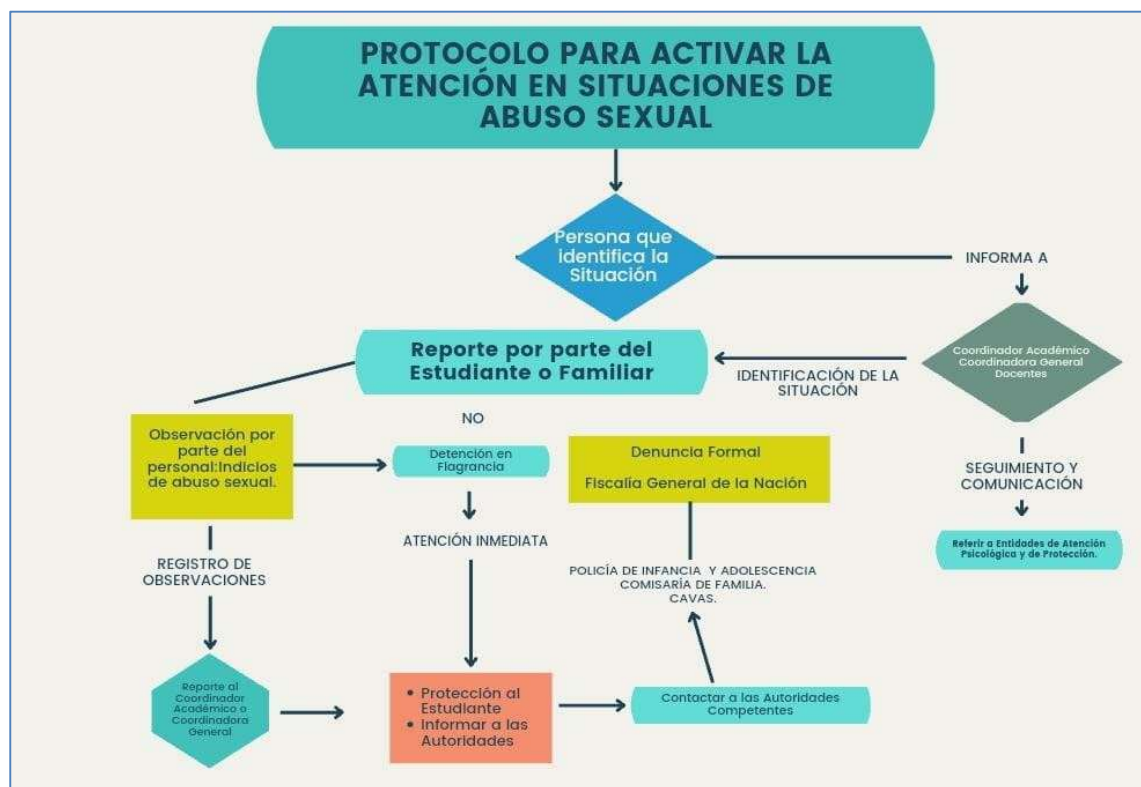 PROTOCOLO PARA ACTIVAR LA
ATENCIÓN EN SITUACIONES DE
ABUSO SEXUAL
Persona que
identifica la
Situación
INFORMA A
Coordinador Académico
Coordinadora General
Docentes
IDENTIFICACIÓN DE LA
SITUACIÓN
Reporte por parte del
Estudiante o Familiar
NO
Observación por
parte del
personal:Indicios
de abuso sexual.
Detención en
Flagrancia
Denuncia Formal
Fiscalía General de la Nación
SEGUIMIENTO Y
COMUNICACIÓN
Referir a Entidades de Atención
Psicológica y de Protección.
ATENCIÓN INMEDIATA
REGISTRO DE
OBSERVACIONES
POLICÍA DE INFANCIA Y ADOLESCENCIA
COMISARÍA DE FAMILIA.
CAVAS.
Reporte al
Coordinador
Académico o
Coordinadora
General
• Protección al
Estudiante
• Informar a las
Autoridades
Contactar a las Autoridades
Competentes